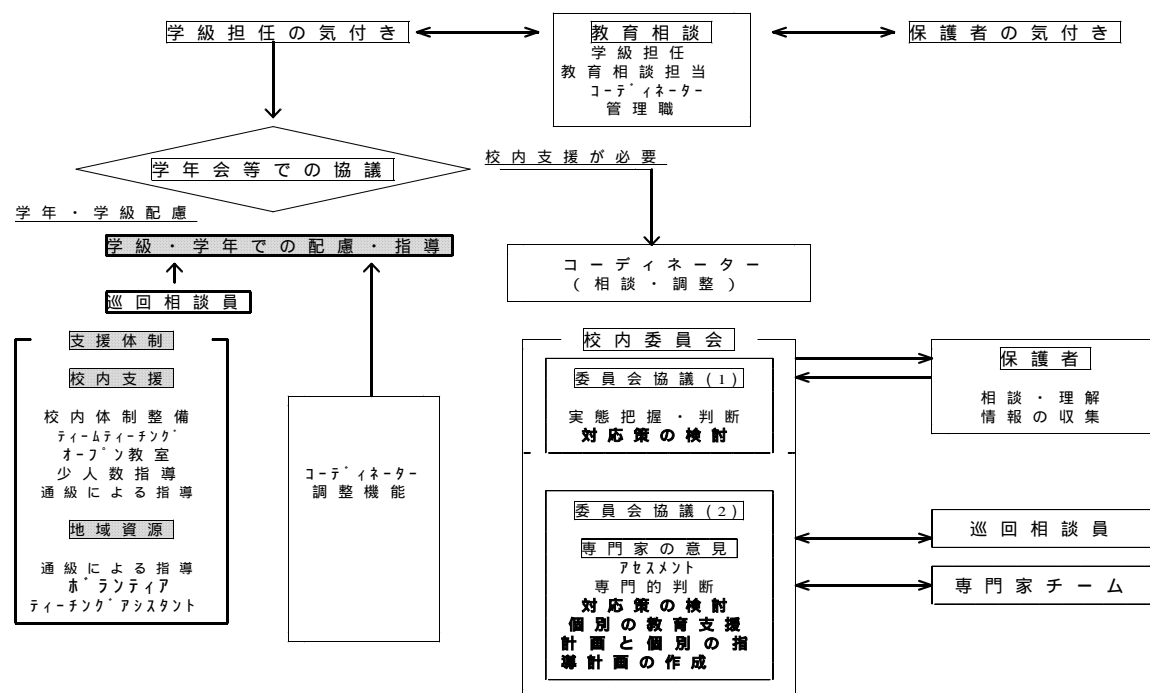 学級担任の気付き
教育相談
学級担任
教育相談担当
コーディネーター
管理職
保護者の気付き
学年会等での協議
校内支援が必要
学年・学級配慮
学級・学年での配慮・指導
コーディネーター
(相談・調整)
巡回相談員
支援体制
校内支援
校内体制整備
ティームティーチング
オープン教室
少人数指導
通級による指導
地域資源
通級による指導
ボランティア
ティーチングアシスタント
コーディネーター
調整機能
校内委員会
委員会協議(1)
実態把握・判断
対応策の検討
委員会協議(2)
専門家の意見
アセスメント
専門的判断
対応策の検討
個別の教育支援
計画と個別の指
導計画の作成
保護者
相談・理解
情報の収集
巡回相談員
専門家チーム